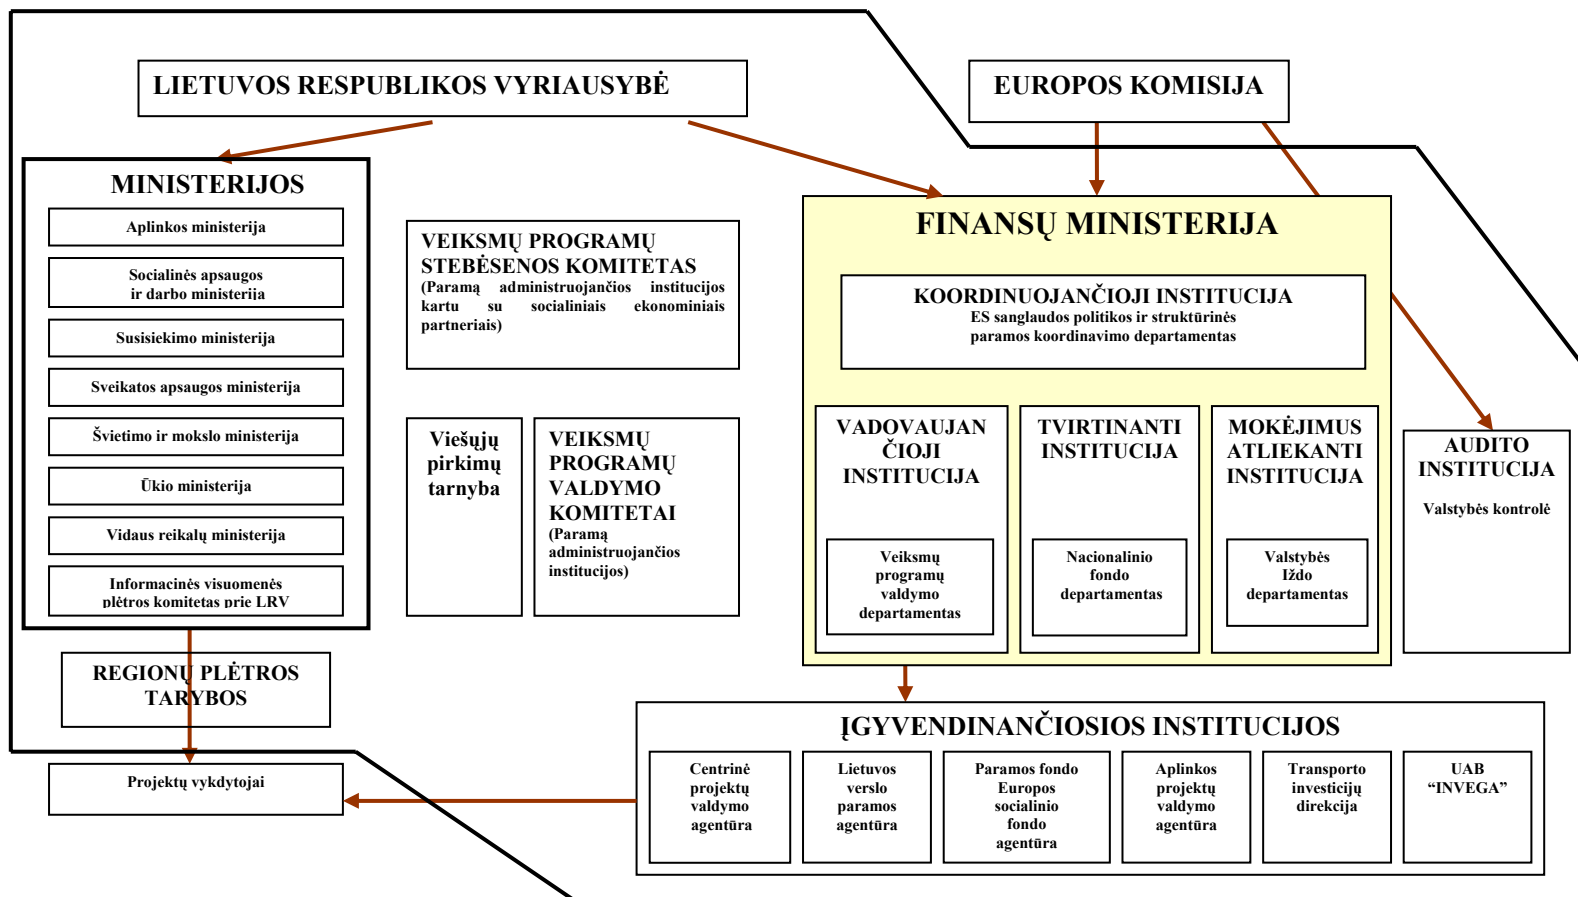 LIETUVOS RESPUBLIKOS VYRIAUSYBĖ
EUROPOS KOMISIJA
MINISTERIJOS
Aplinkos ministerija
Socialinės apsaugos
ir darbo ministerija
Susisiekimo ministerija
Sveikatos apsaugos ministerija
Švietimo ir mokslo ministerija
Ūkio ministerija
Vidaus reikalų ministerija
Informacinės visuomenės
plėtros komitetas prie LRV
VEIKSMŲ PROGRAMŲ
STEBĖSENOS KOMITETAS
(Paramą administruojančios institucijos
kartu su socialiniais ekonominiais
partneriais)
Viešųjų
pirkimų
tarnyba
VEIKSMŲ
PROGRAMŲ
VALDYMO
KOMITETAI
(Paramą
administruojančios
institucijos)
FINANSŲ MINISTERIJA
KOORDINUOJANČIOJI INSTITUCIJA
ES sanglaudos politikos ir struktūrinės
paramos koordinavimo departamentas
VADOVAUJAN
ČIOJI
INSTITUCIJA
Veiksmų
programų
valdymo
departamentas
TVIRTINANTI
INSTITUCIJA
Nacionalinio
fondo
departamentas
MOKĖJIMUS
ATLIEKANTI
INSTITUCIJA
Valstybės
Iždo
departamentas
AUDITO
INSTITUCIJA
Valstybės kontrolė
REGIONŲ PLĖTROS
TARYBOS
Projektų vykdytojai
ĮGYVENDINANČIOSIOS INSTITUCIJOS
Centrinė
projektų
valdymo
agentūra
Lietuvos
verslo
paramos
agentūra
Paramos fondo
Europos
socialinio
fondo
agentūra
Aplinkos
projektų
valdymo
agentūra
Transporto
investicijų
direkcija
UAB
“INVEGA”